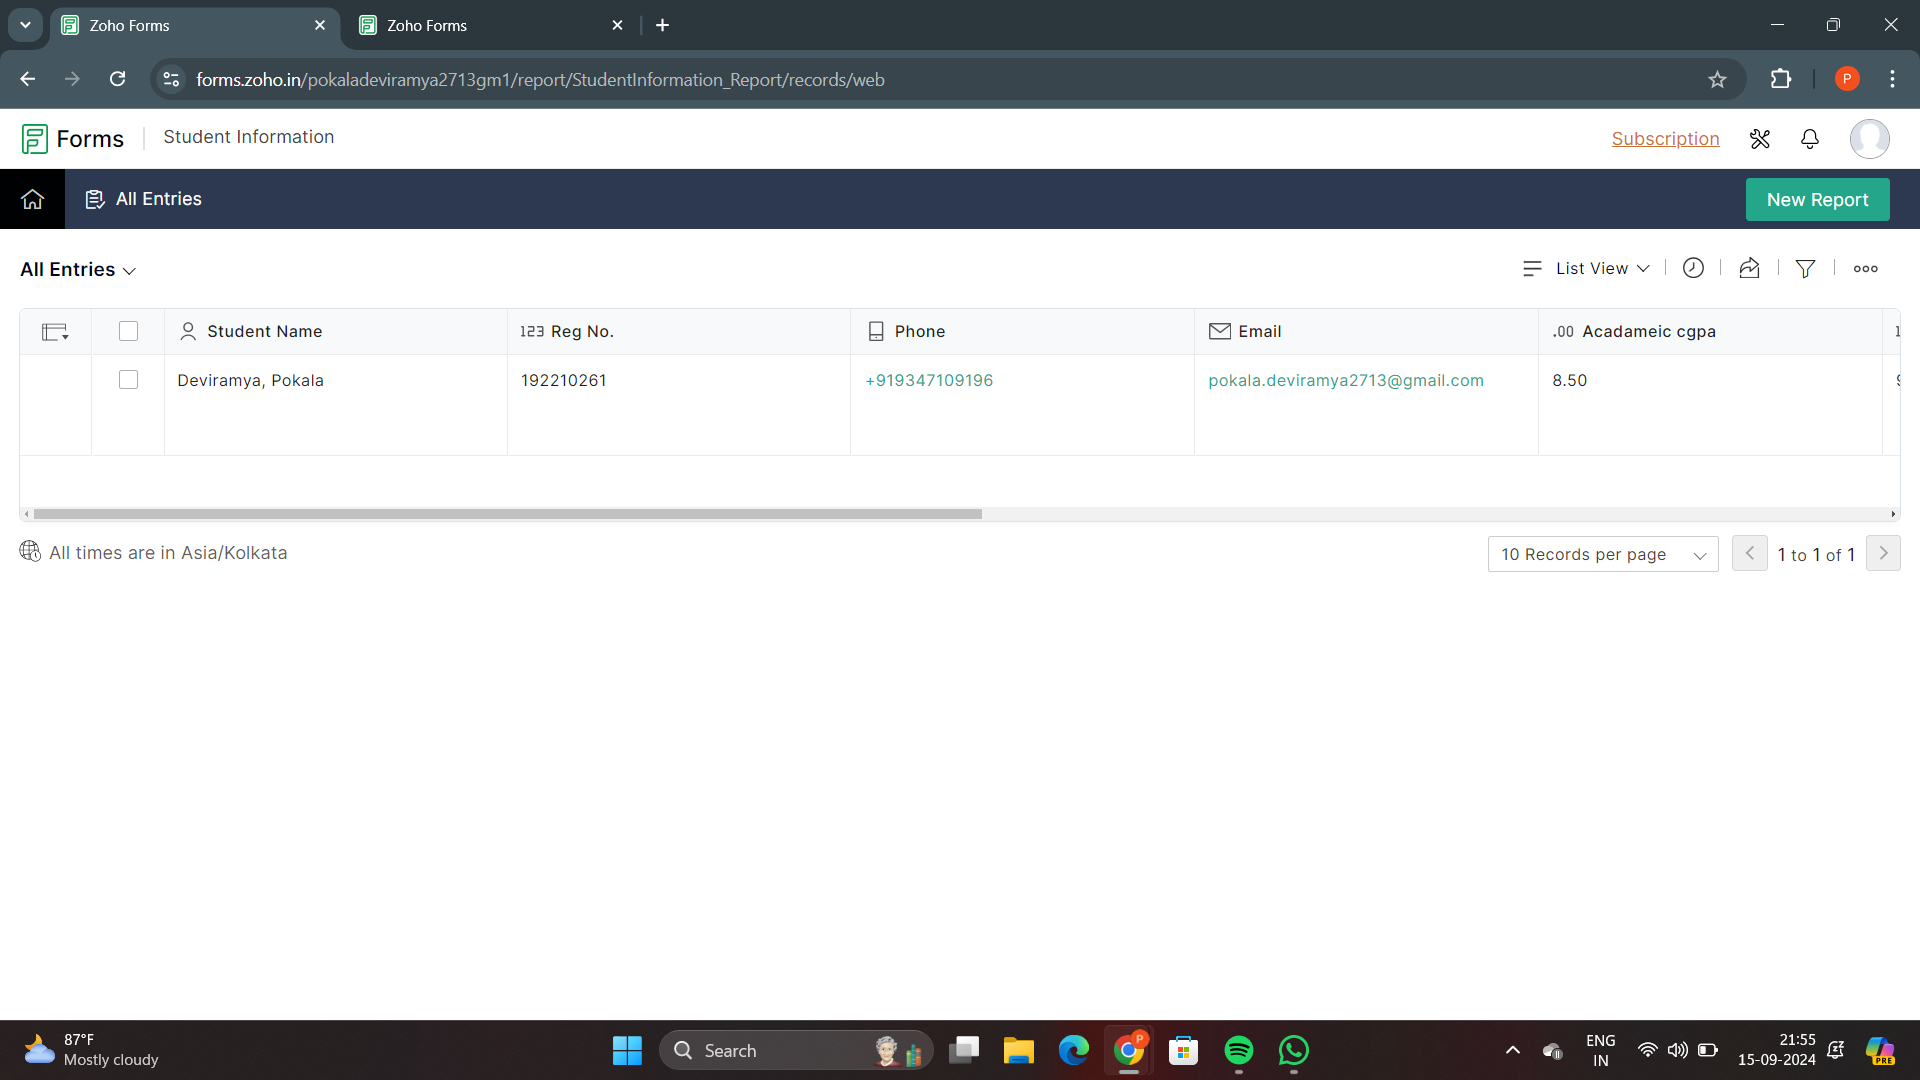 Zoho Forms
Zoho Forms
forms.zoho.in/pokaladeviramya2713gm1/report/StudentInformation_Report/records/web
P
Forms
Student Information
Subscription
All Entries
New Report
All Entries
List View
Student Name
123 Reg No.
Phone
Email
.00 Acadameic cgpa
Deviramya, Pokala
192210261
+919347109196
pokala.deviramya2713@gmail.com
8.50
All times are in Asia/Kolkata
10 Records per page
1 to 1 of 1
87°F
Mostly cloudy
Search
P
ENG
IN
21:55
15-09-2024
PRE